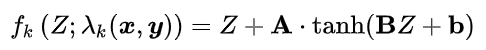 f_k (Z; λ_k(x, y)) = Z + A · tanh(BZ + b)